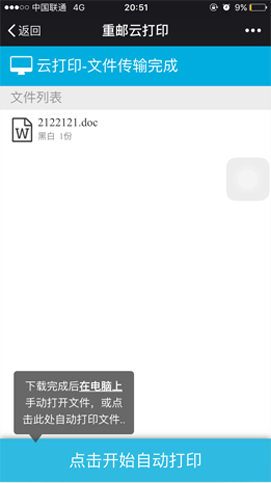 中国联通 4G 20:51 9%
返回 重邮云打印
云打印-文件传输完成
文件列表
W 2122121.doc
黑白 1份
下载完成后在电脑上
手动打开文件，或点
击此处自动打印文件..
点击开始自动打印